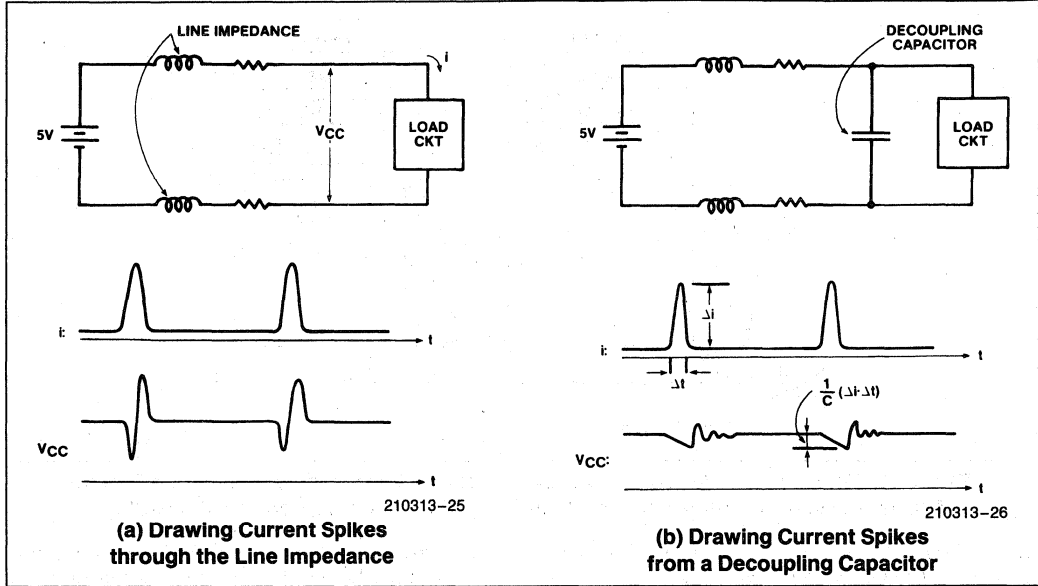 LINE IMPEDANCE
i
5V
VCC
LOAD
CKT
i:
t
VCC
t
210313–25
(a) Drawing Current Spikes
through the Line Impedance
DECOUPLING
CAPACITOR
5V
LOAD
CKT
Δi
i:
t
Δt
1/C (Δi·Δt)
VCC:
t
210313–26
(b) Drawing Current Spikes
from a Decoupling Capacitor